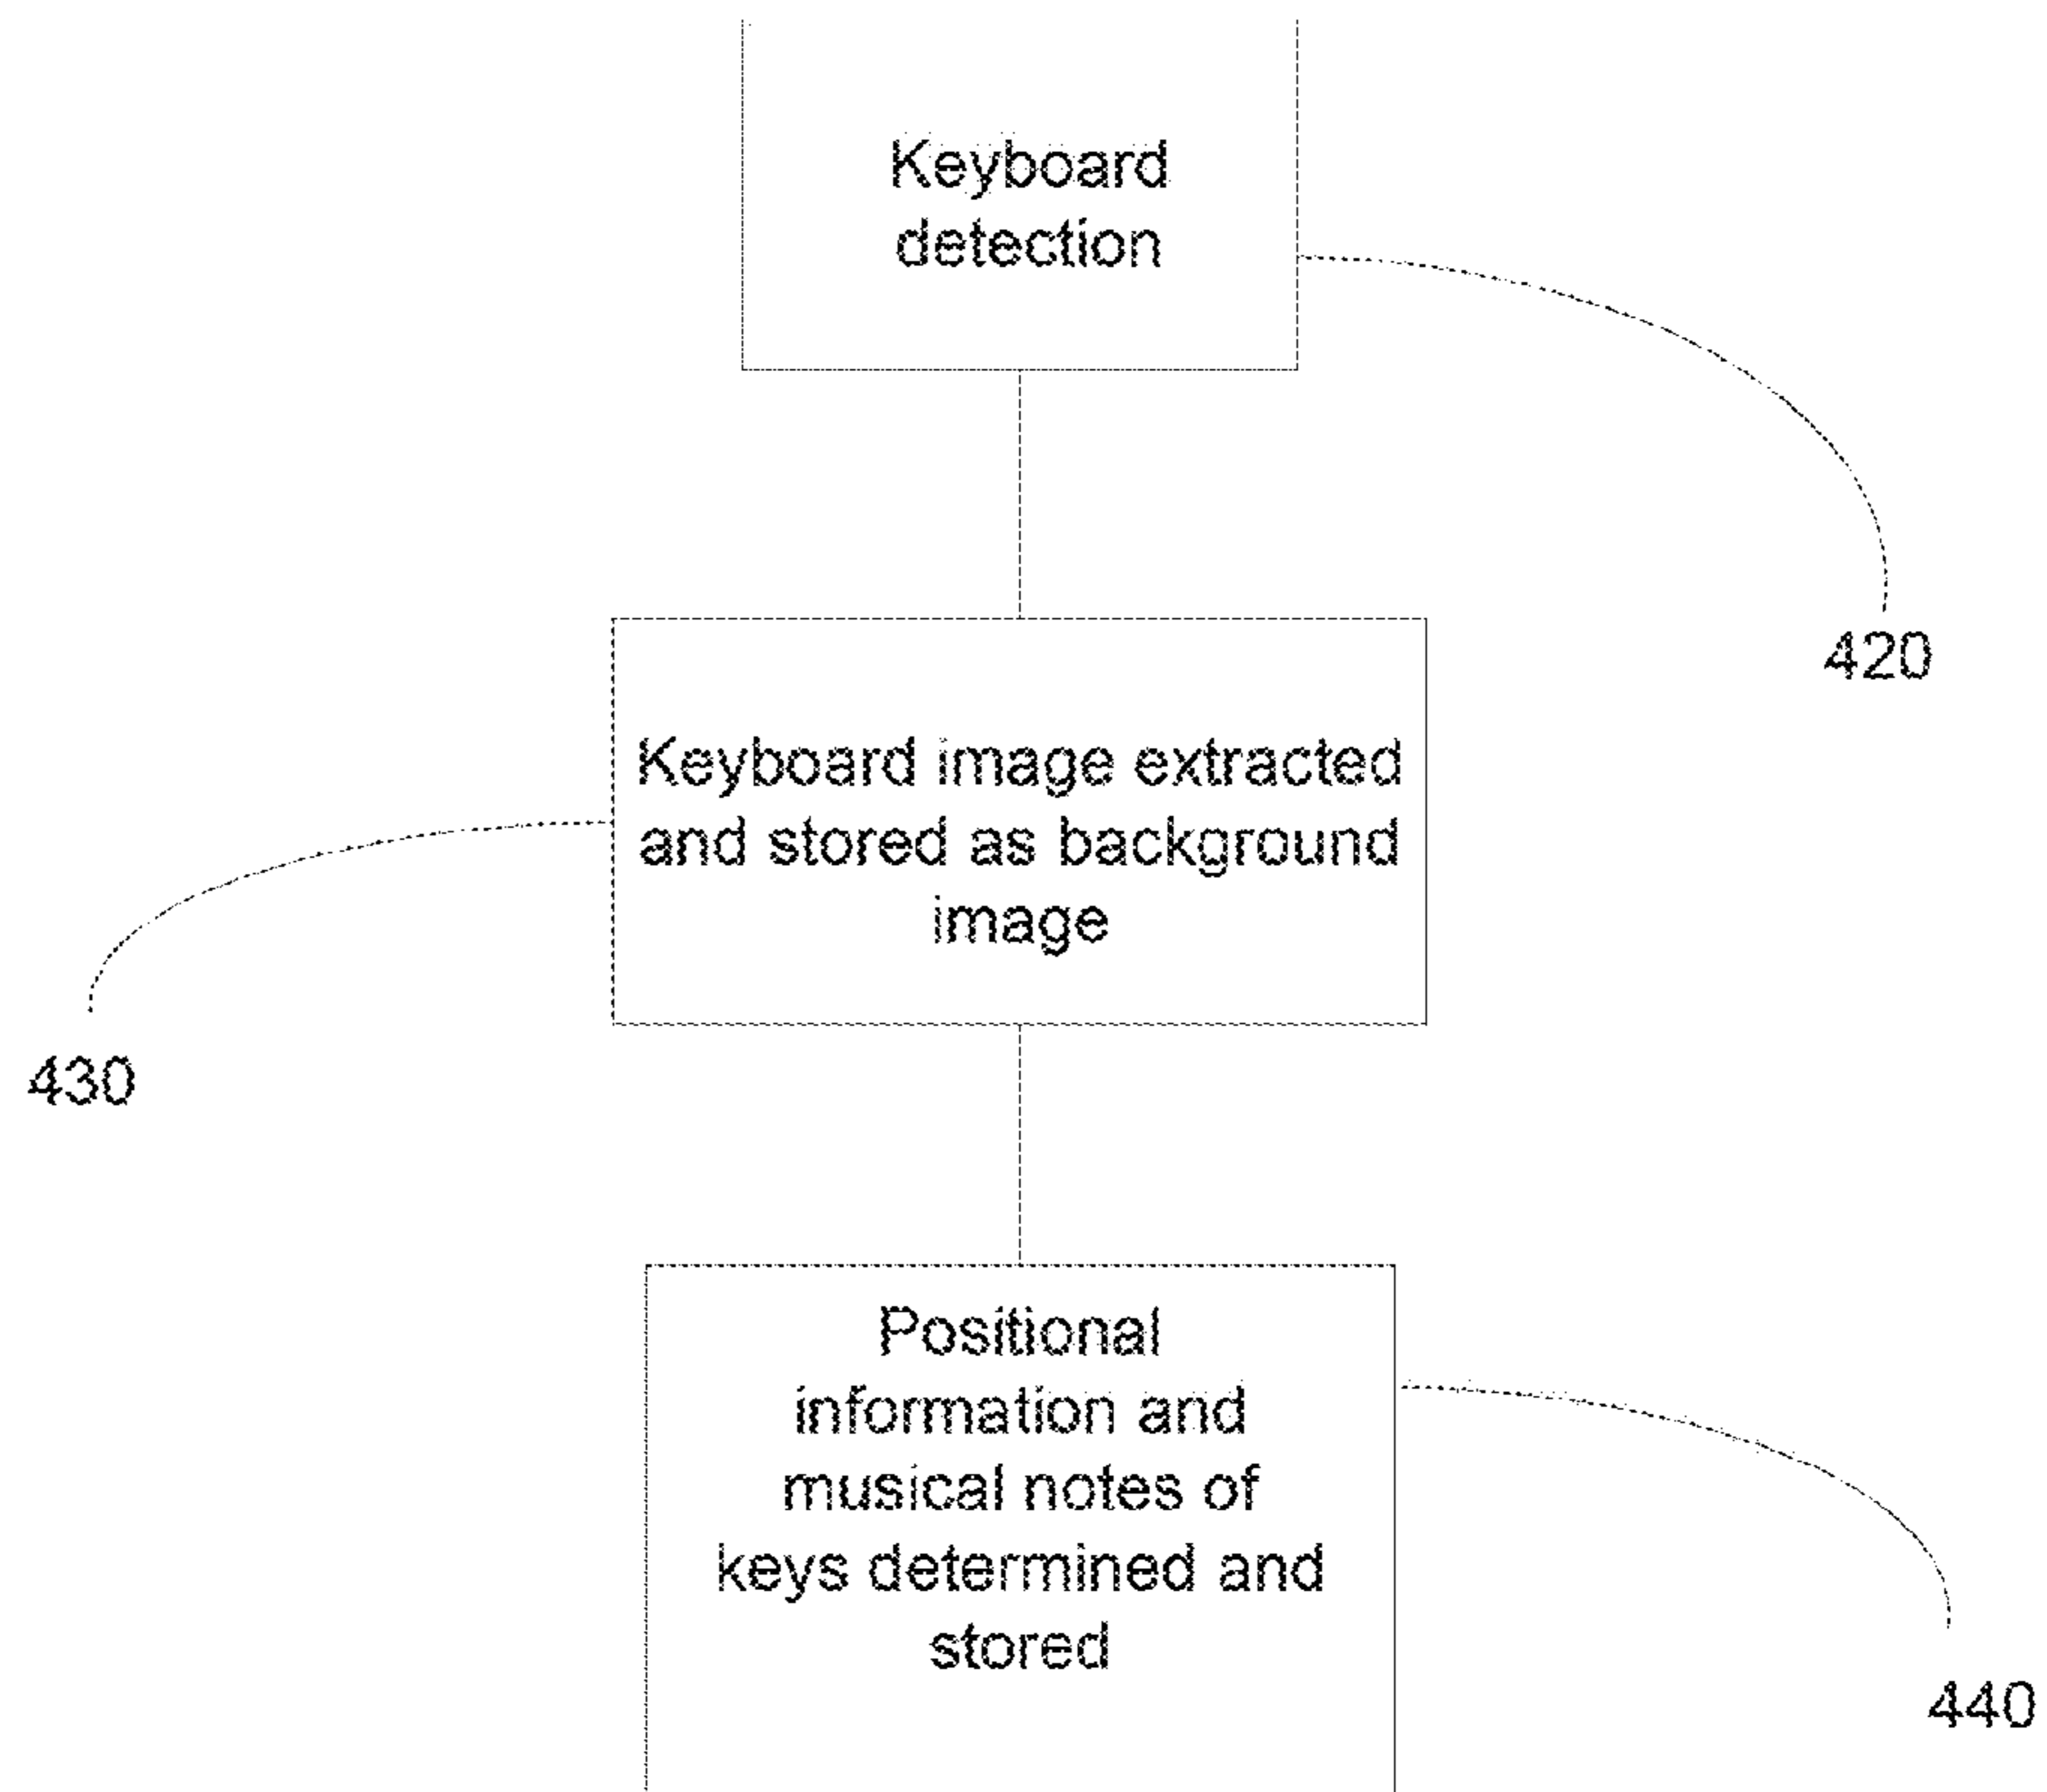 Keyboard
detection
420
Keyboard image extracted
and stored as background
image
430
Positional
information and
musical notes of
keys determined and
stored
440